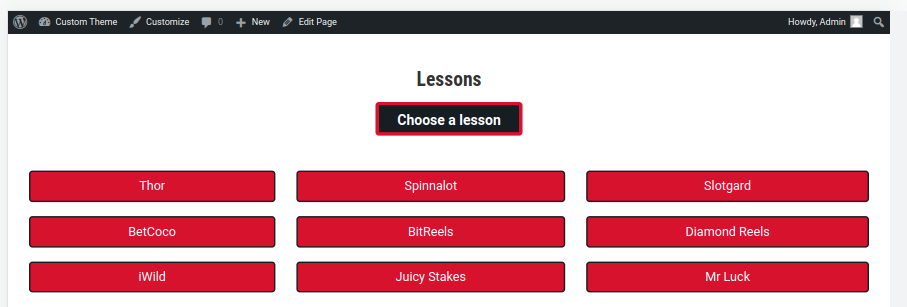 Custom Theme Customize 0 New Edit Page Howdy, Admin
Lessons
Choose a lesson
Thor Spinnalot Slotgard
BetCoco BitReels Diamond Reels
iWild Juicy Stakes Mr Luck